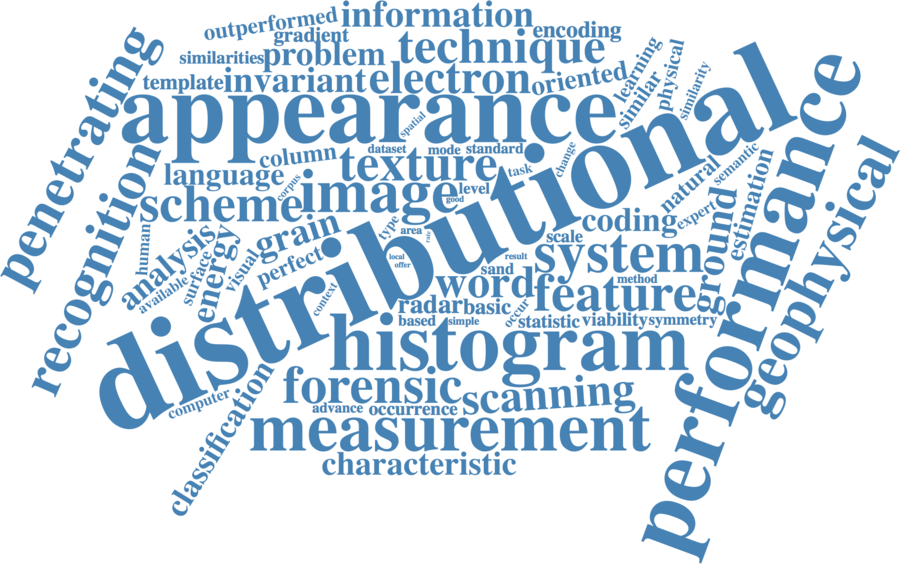 information
outperformed
gradient
encoding
similarities
problem
technique
template
invariant
electron
oriented
learning
similar
physical
similarity
penetrating
appearance
spatial
distributional
performance
geophysical
recognition
column
dataset
mode
standard
change
language
corpus
texture
task
natural
semantic
scheme
image
level
good
coding
expert
ground
estimation
human
analysis
available
surface
energy
visual
grain
perfect
type
area
rate
scale
system
local
offer
result
sand
word
method
feature
context
radar
basic
occur
based
simple
statistic
viability
symmetry
histogram
computer
forensic
scanning
advance
occurrence
classification
measurement
characteristic